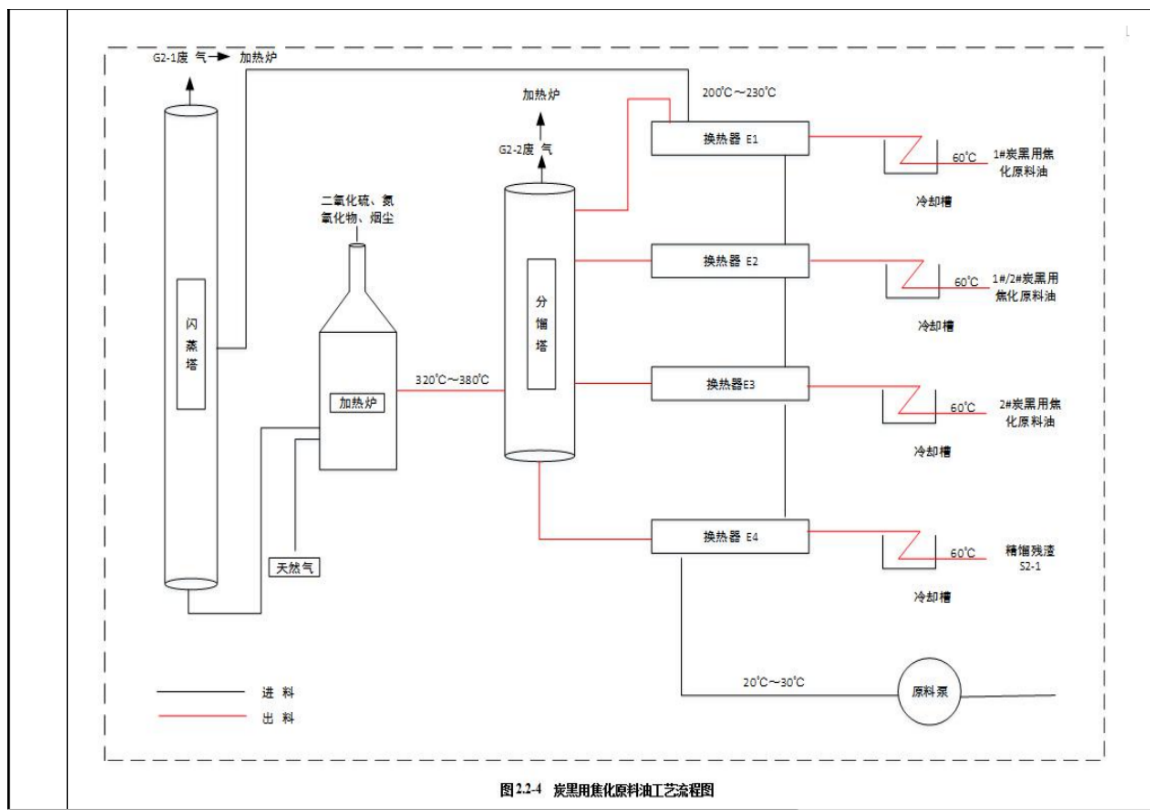 1
G2-1废 气 加热炉
加热炉
G2-2废 气
200℃～230℃
换热器 E1
60℃
1#炭黑用焦
化原料油
冷却槽
二氧化硫、氮
氧化物、烟尘
换热器 E2
60℃
1#/2#炭黑用
焦化原料油
冷却槽
闪蒸塔
分馏塔
加热炉
320℃～380℃
换热器E3
60℃
2#炭黑用焦
化原料油
冷却槽
天然气
换热器 E4
60℃
精馏残渣
S2-1
冷却槽
20℃～30℃
原料泵
进 料
出 料
图 2.2-4 炭黑用焦化原料油工艺流程图